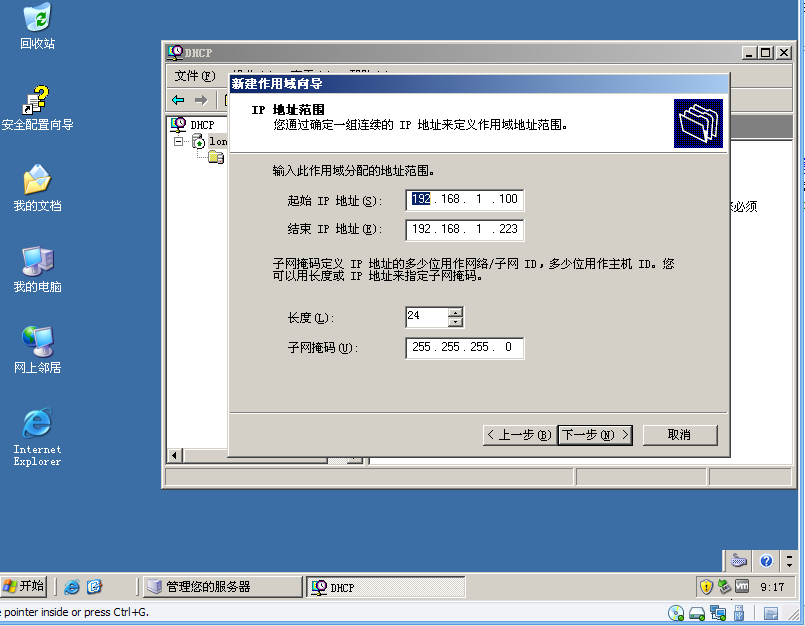 回收站
安全配置向导
我的文档
我的电脑
网上邻居
Internet
Explorer
DHCP
文件(F)
新建作用域向导
IP 地址范围
您通过确定一组连续的 IP 地址来定义作用域地址范围。
DHCP
lon
输入此作用域分配的地址范围。
起始 IP 地址(S): 192 . 168 . 1 . 100
结束 IP 地址(E): 192 . 168 . 1 . 223
必须
子网掩码定义 IP 地址的多少位用作网络/子网 ID，多少位用作主机 ID。您
可以用长度或 IP 地址来指定子网掩码。
长度(L): 24
子网掩码(U): 255 . 255 . 255 . 0
< 上一步(B) 下一步(N) > 取消
开始 管理您的服务器 DHCP 9:17
pointer inside or press Ctrl+G.